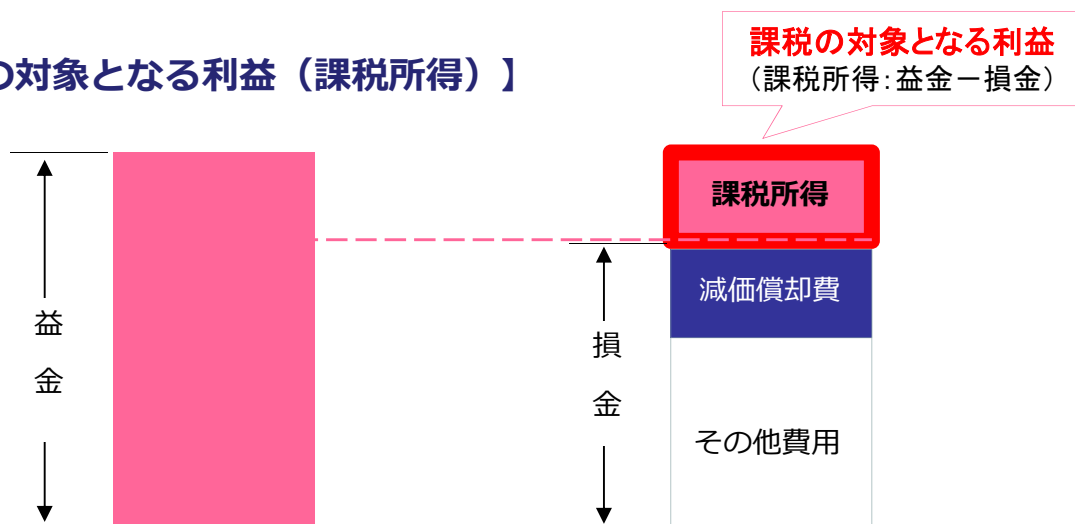 の対象となる利益（課税所得）】
課税の対象となる利益
（課税所得：益金－損金）
課税所得
減価償却費
益
金
損
金
その他費用